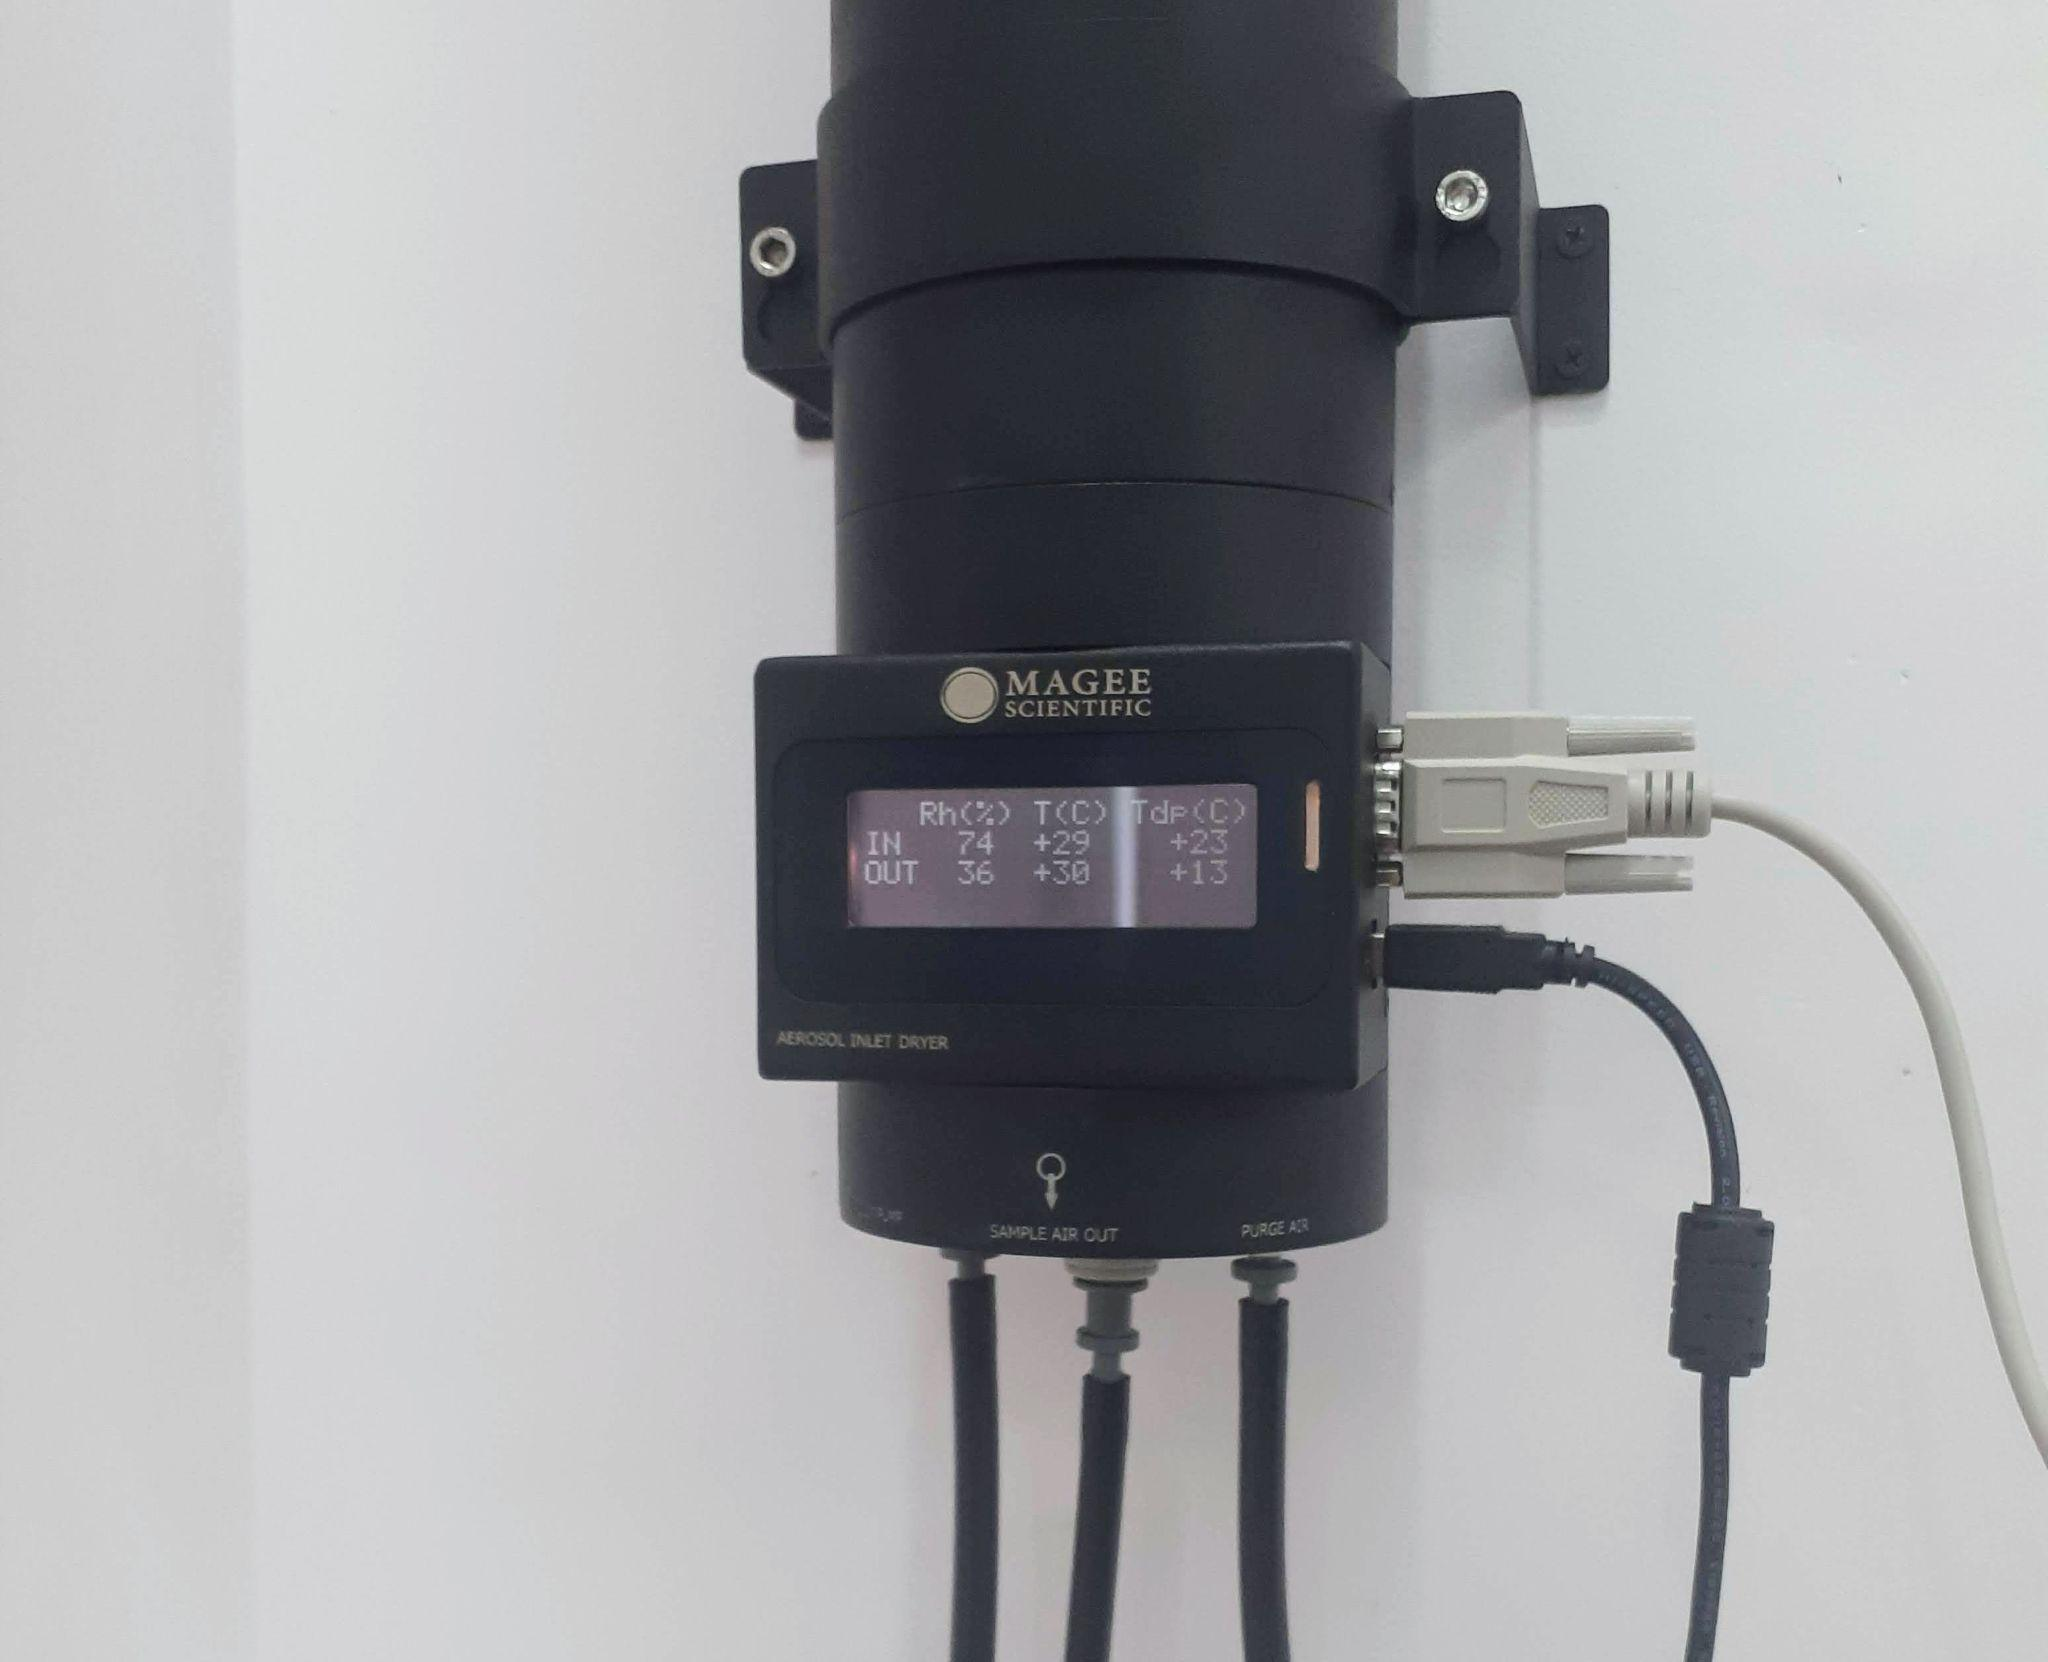 MAGEE
SCIENTIFIC
Rh(%) T(C) Tdp(C)
IN 74 +29 +23
OUT 36 +30 +13
AEROSOL INLET DRYER
SAMPLE AIR OUT
PURGE AIR